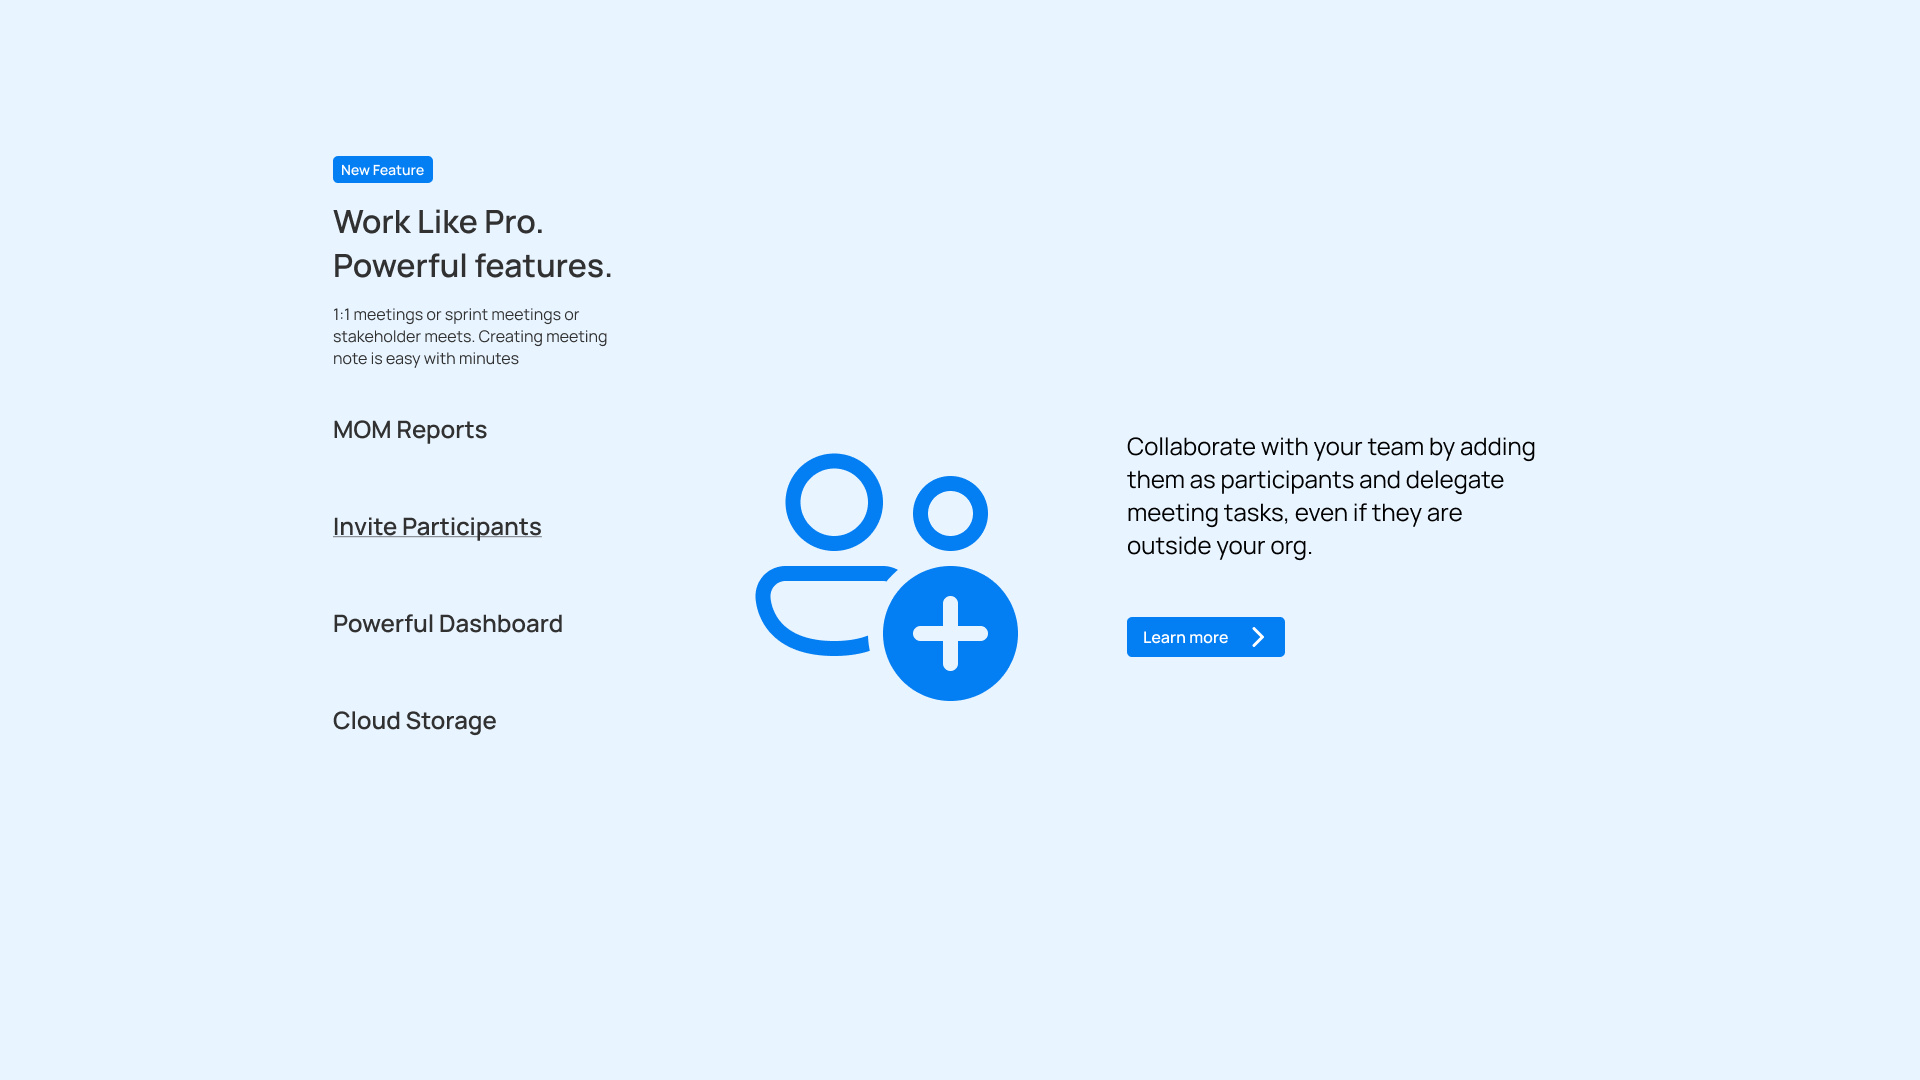 New Feature
Work Like Pro.
Powerful features.
1:1 meetings or sprint meetings or
stakeholder meets. Creating meeting
note is easy with minutes
MOM Reports
Invite Participants
Powerful Dashboard
Cloud Storage
Collaborate with your team by adding
them as participants and delegate
meeting tasks, even if they are
outside your org.
Learn more